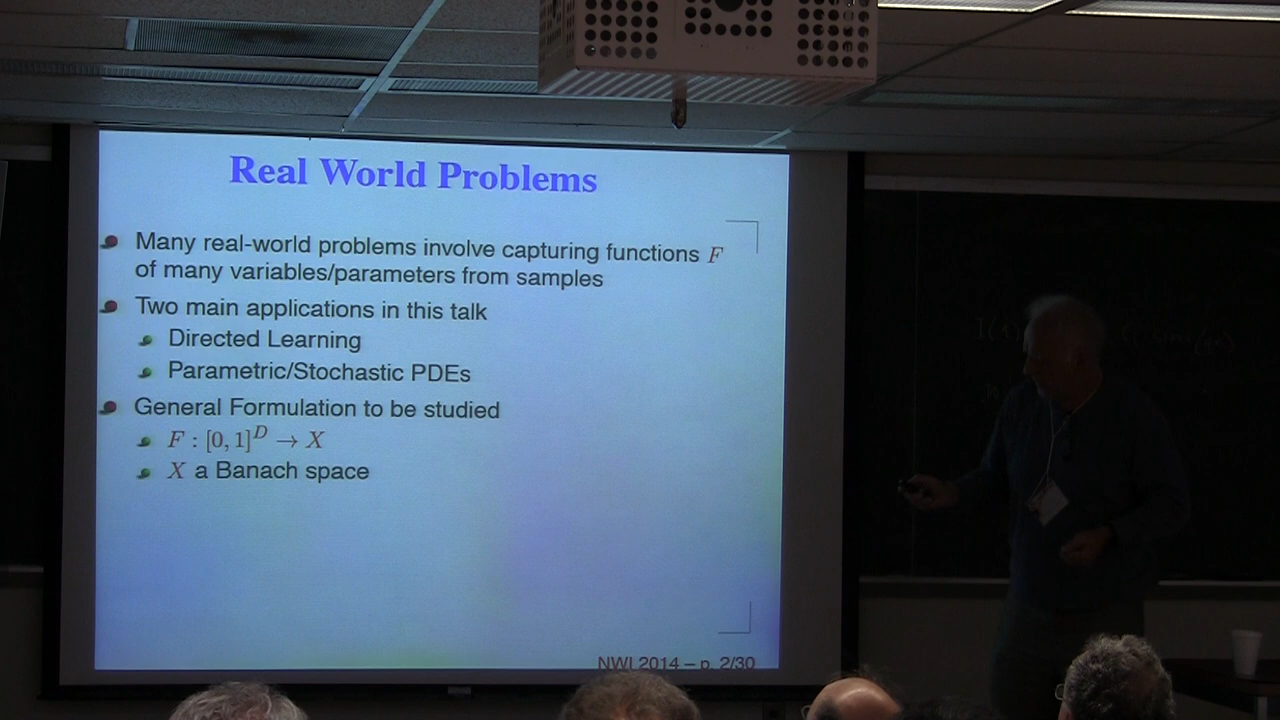 Real World Problems
Many real-world problems involve capturing functions F
of many variables/parameters from samples
Two main applications in this talk
Directed Learning
Parametric/Stochastic PDEs
General Formulation to be studied
F : [0, 1]^D → X
X a Banach space
NWI 2014 – p. 2/30